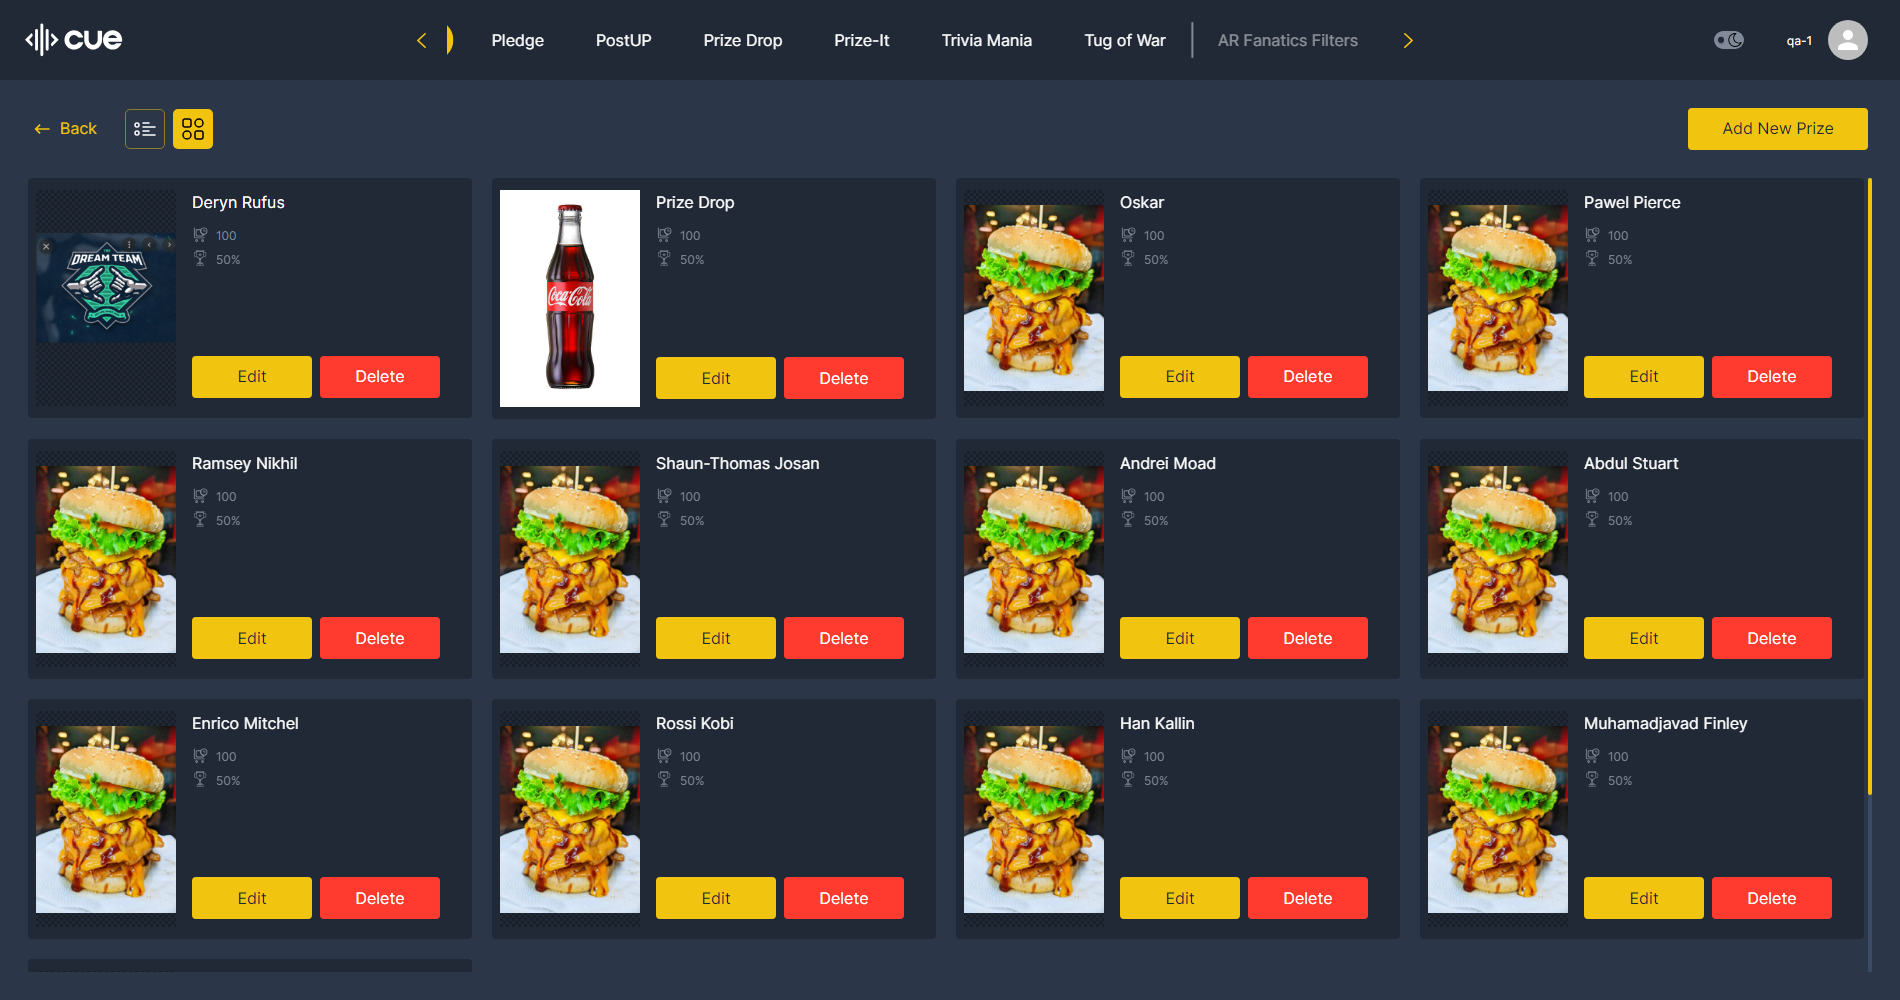 cue
Pledge
PostUP
Prize Drop
Prize-It
Trivia Mania
Tug of War
AR Fanatics Filters
qa-1
Back
Add New Prize
Deryn Rufus
100
50%
THE
DREAM TEAM
Edit
Delete
Prize Drop
100
50%
Coca-Cola
Edit
Delete
Oskar
100
50%
Edit
Delete
Pawel Pierce
100
50%
Edit
Delete
Ramsey Nikhil
100
50%
Edit
Delete
Shaun-Thomas Josan
100
50%
Edit
Delete
Andrei Moad
100
50%
Edit
Delete
Abdul Stuart
100
50%
Edit
Delete
Enrico Mitchel
100
50%
Edit
Delete
Rossi Kobi
100
50%
Edit
Delete
Han Kallin
100
50%
Edit
Delete
Muhamadjavad Finley
100
50%
Edit
Delete